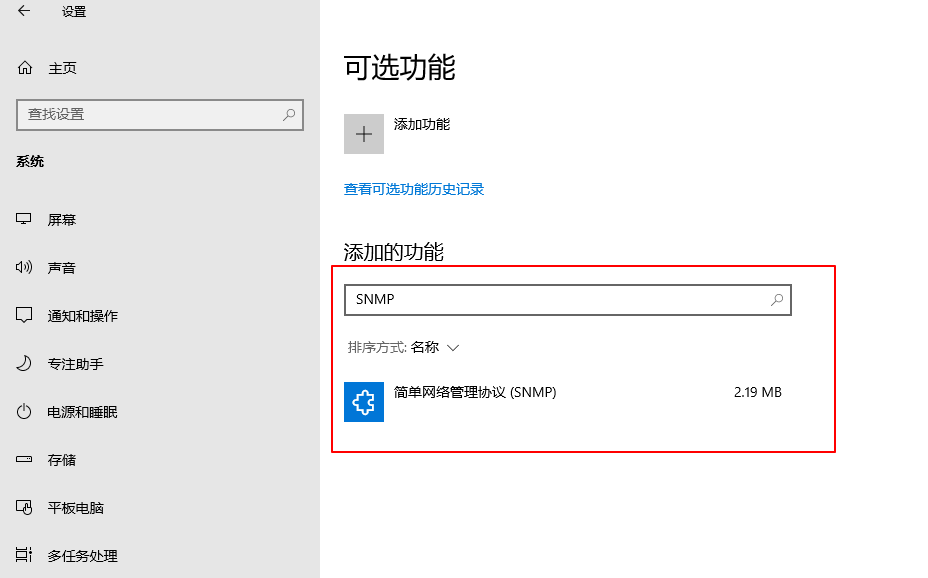 设置
主页
查找设置
系统
屏幕
声音
通知和操作
专注助手
电源和睡眠
存储
平板电脑
多任务处理
可选功能
添加功能
查看可选功能历史记录
添加的功能
SNMP
排序方式: 名称
简单网络管理协议 (SNMP) 2.19 MB